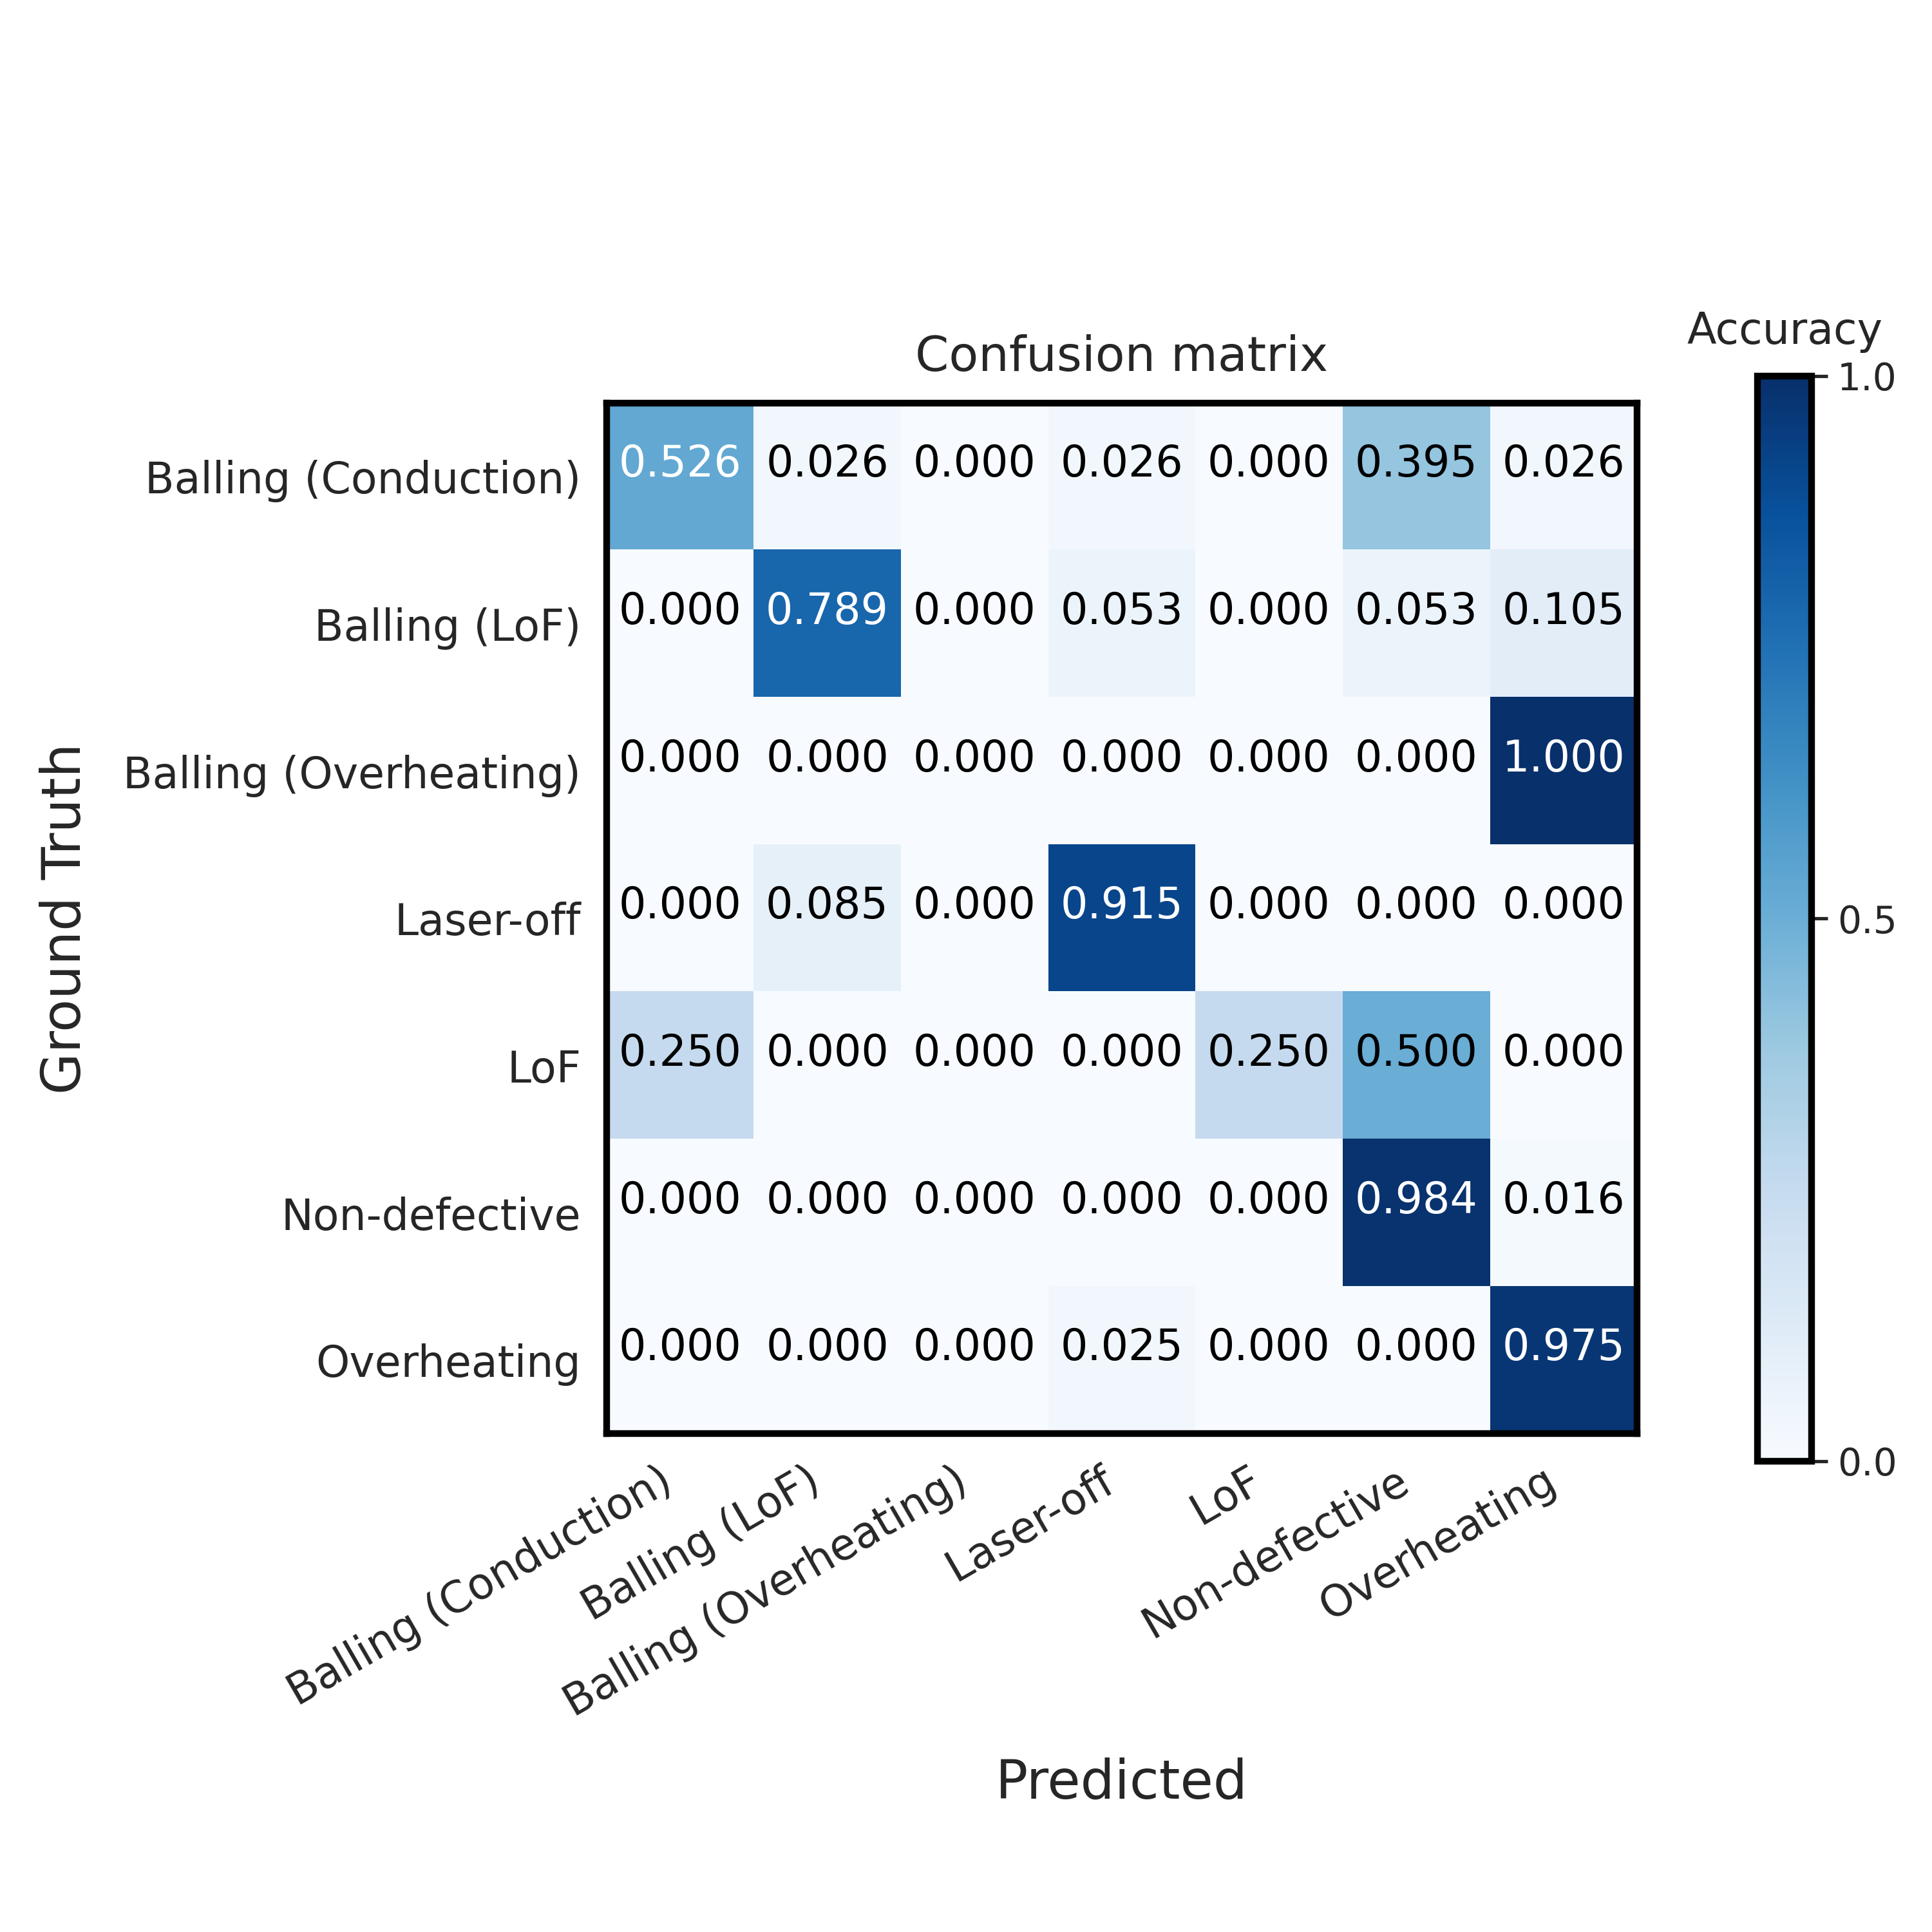 Accuracy
Confusion matrix
1.0
0.5
0.0
Ground Truth
Balling (Conduction) 0.526 0.026 0.000 0.026 0.000 0.395 0.026
Balling (LoF) 0.000 0.789 0.000 0.053 0.000 0.053 0.105
Balling (Overheating) 0.000 0.000 0.000 0.000 0.000 0.000 1.000
Laser-off 0.000 0.085 0.000 0.915 0.000 0.000 0.000
LoF 0.250 0.000 0.000 0.000 0.250 0.500 0.000
Non-defective 0.000 0.000 0.000 0.000 0.000 0.984 0.016
Overheating 0.000 0.000 0.000 0.025 0.000 0.000 0.975
Balling (Conduction)
Balling (LoF)
Balling (Overheating)
Laser-off
LoF
Non-defective
Overheating
Predicted